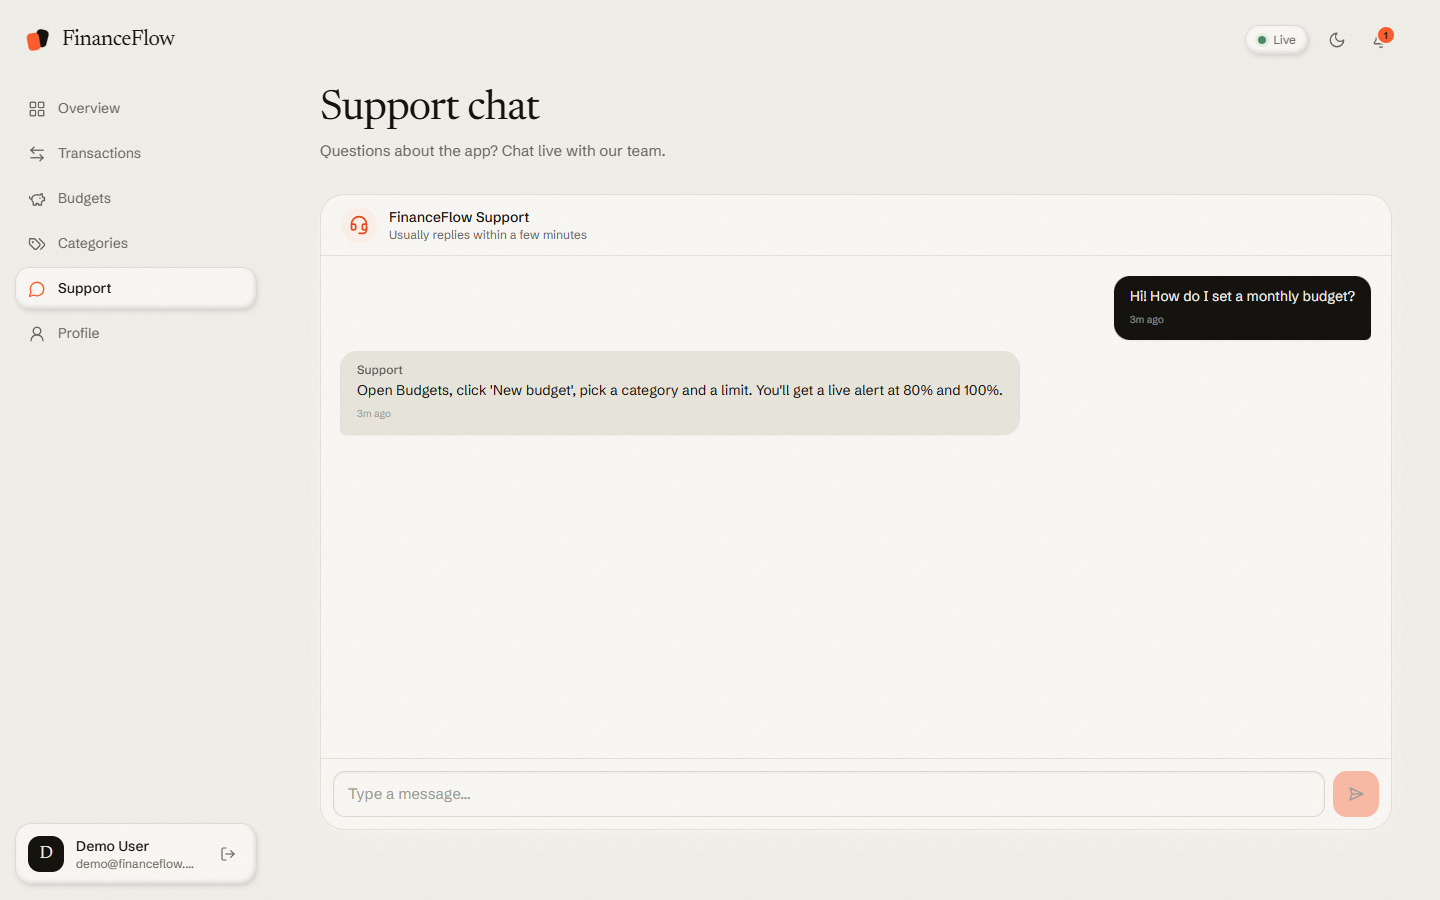 FinanceFlow
Live
1
Overview
Transactions
Budgets
Categories
Support
Profile
Support chat
Questions about the app? Chat live with our team.
FinanceFlow Support
Usually replies within a few minutes
Hi! How do I set a monthly budget?
3m ago
Support
Open Budgets, click 'New budget', pick a category and a limit. You'll get a live alert at 80% and 100%.
3m ago
Type a message...
D
Demo User
demo@financeflow....